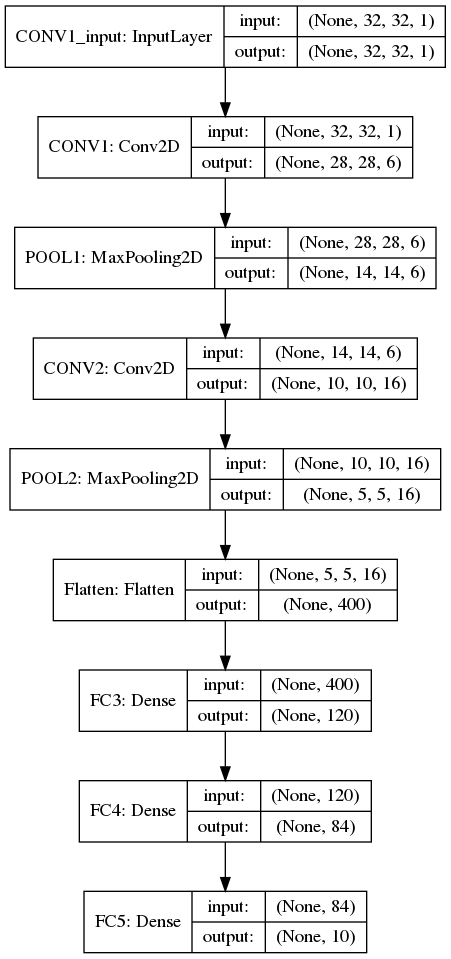 CONV1_input: InputLayer
input: (None, 32, 32, 1)
output: (None, 32, 32, 1)
CONV1: Conv2D
input: (None, 32, 32, 1)
output: (None, 28, 28, 6)
POOL1: MaxPooling2D
input: (None, 28, 28, 6)
output: (None, 14, 14, 6)
CONV2: Conv2D
input: (None, 14, 14, 6)
output: (None, 10, 10, 16)
POOL2: MaxPooling2D
input: (None, 10, 10, 16)
output: (None, 5, 5, 16)
Flatten: Flatten
input: (None, 5, 5, 16)
output: (None, 400)
FC3: Dense
input: (None, 400)
output: (None, 120)
FC4: Dense
input: (None, 120)
output: (None, 84)
FC5: Dense
input: (None, 84)
output: (None, 10)